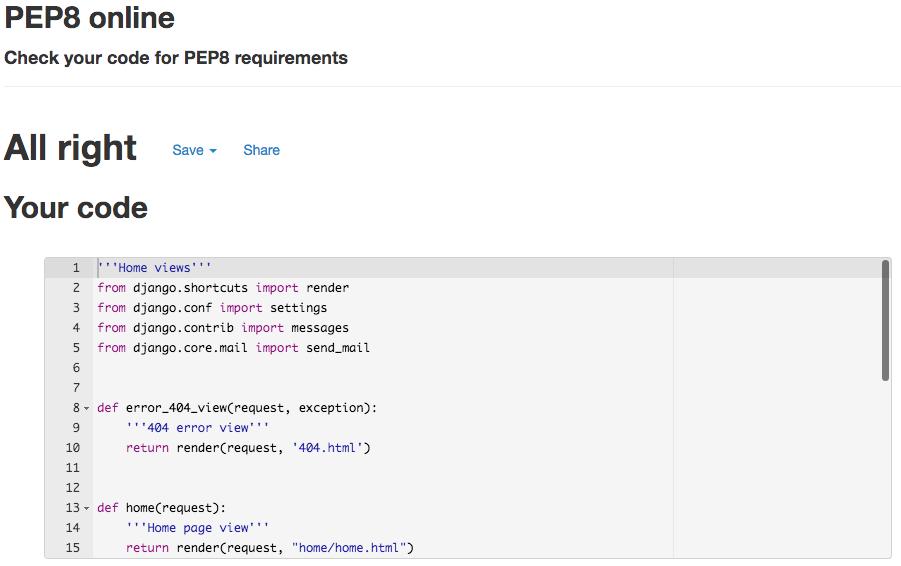 PEP8 online
Check your code for PEP8 requirements
All right Save Share
Your code
1 '''Home views'''
2 from django.shortcuts import render
3 from django.conf import settings
4 from django.contrib import messages
5 from django.core.mail import send_mail
6
7
8 def error_404_view(request, exception):
9     '''404 error view'''
10     return render(request, '404.html')
11
12
13 def home(request):
14     '''Home page view'''
15     return render(request, "home/home.html")